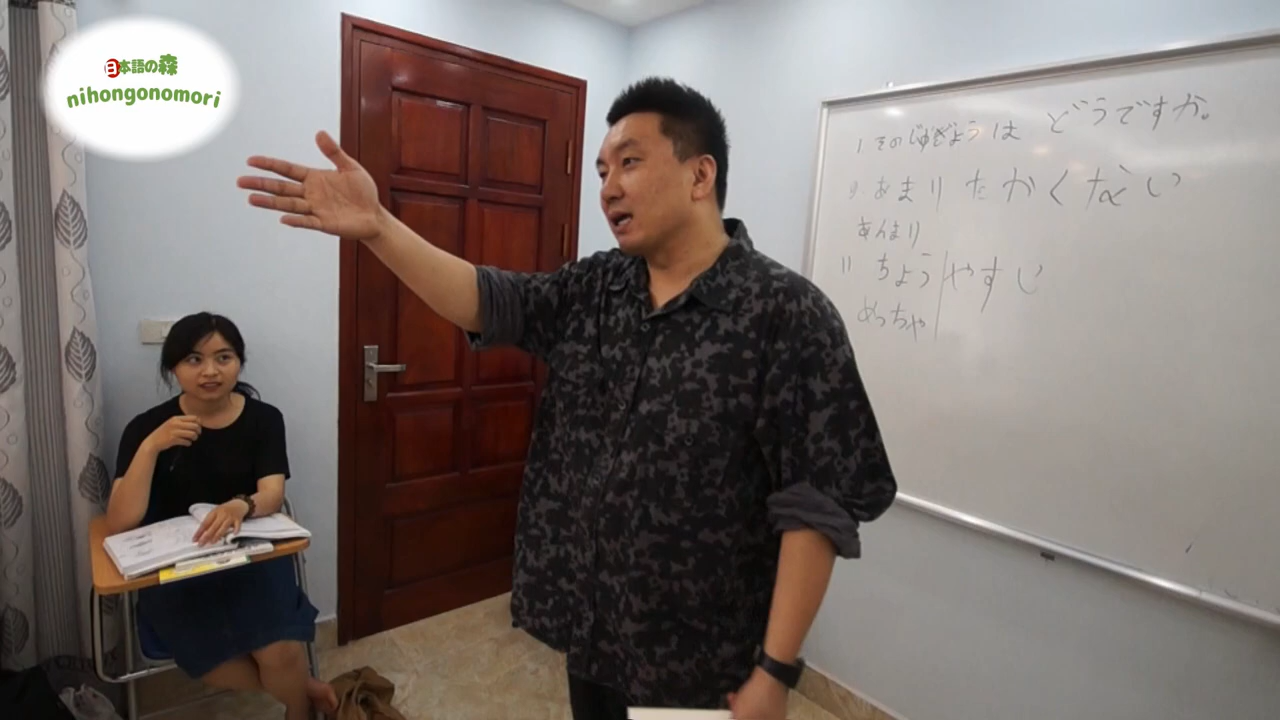 日本語の森
nihongonomori
1 そのじゅぎょうは どうですか。
あまり たかくない
あんまり
11 ちょう やすい
めっちゃ